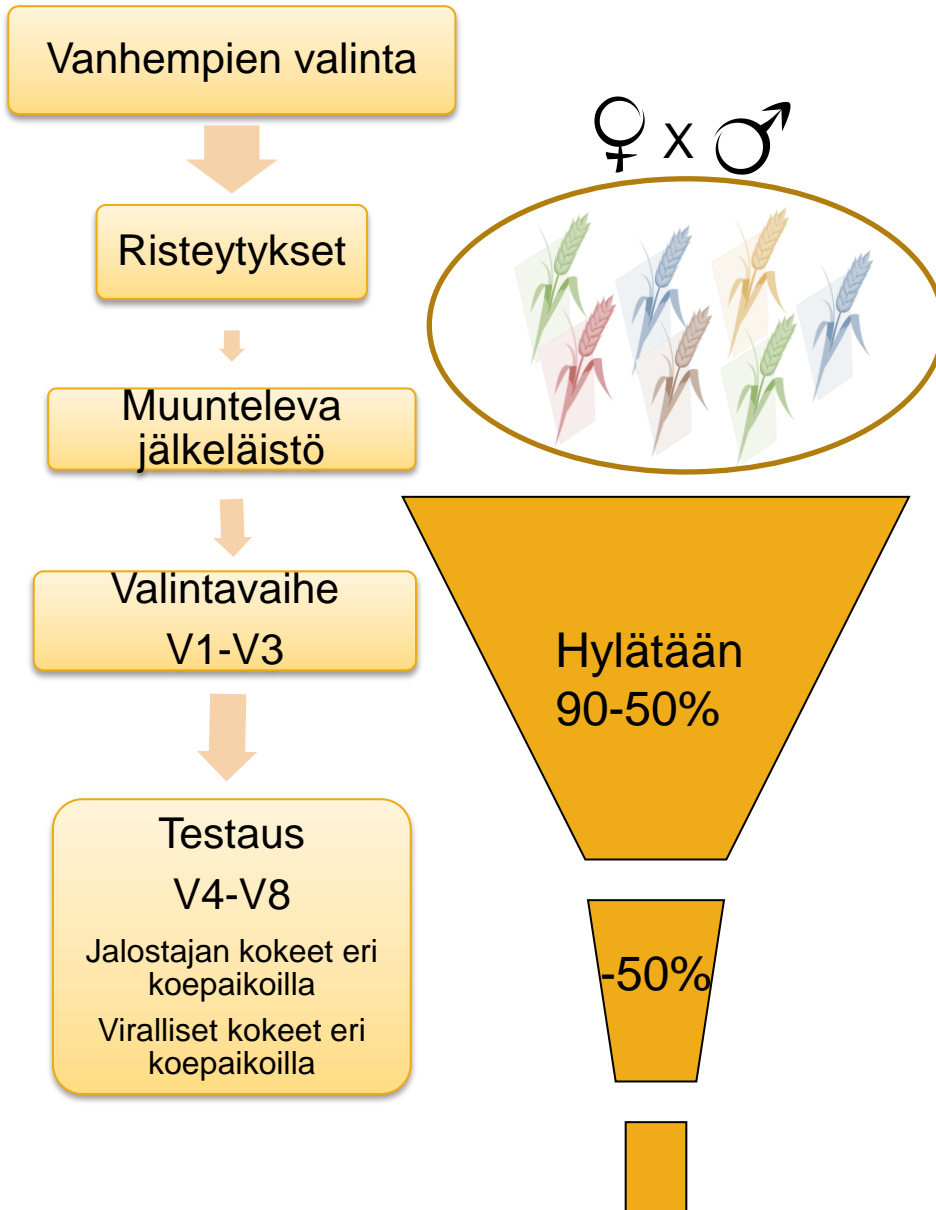 Vanhempien valinta
♀ x ♂
Risteytykset
Muunteleva
jälkeläistö
Valintavaihe
V1-V3
Hylätään
90-50%
Testaus
V4-V8
Jalostajan kokeet eri
koepaikoilla
Viralliset kokeet eri
koepaikoilla
-50%